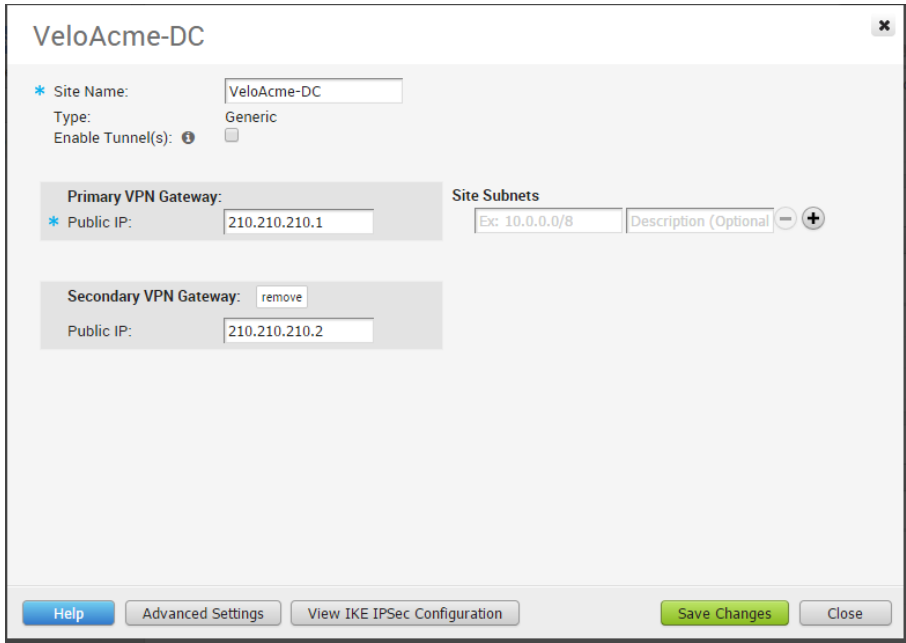 VeloAcme-DC
* Site Name: VeloAcme-DC
Type: Generic
Enable Tunnel(s):
Primary VPN Gateway:
* Public IP: 210.210.210.1
Site Subnets
Ex: 10.0.0.0/8 Description (Optional
Secondary VPN Gateway: remove
Public IP: 210.210.210.2
Help Advanced Settings View IKE IPSec Configuration Save Changes Close